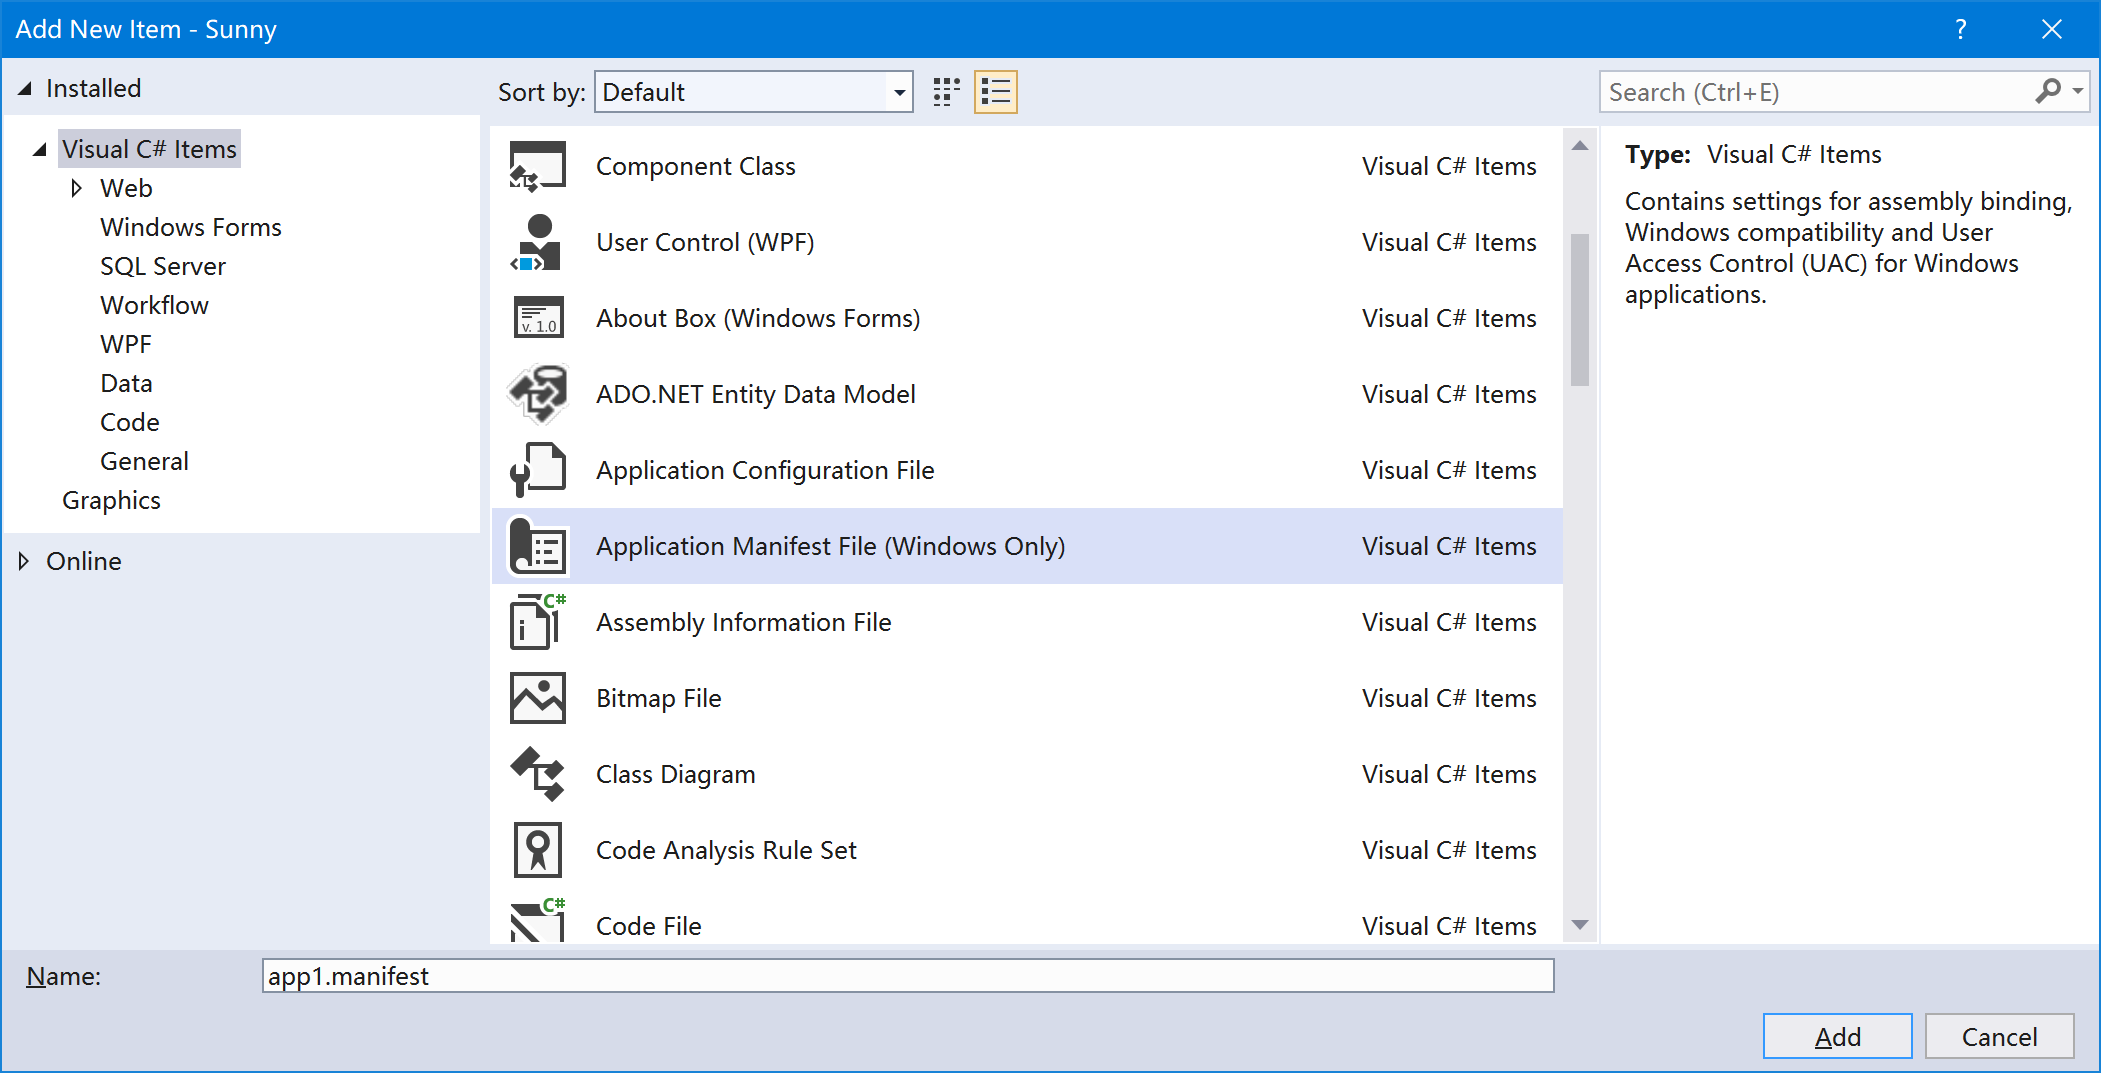 Add New Item - Sunny
?
Installed
Sort by: Default
Search (Ctrl+E)
Visual C# Items
Web
Windows Forms
SQL Server
Workflow
WPF
Data
Code
General
Graphics
Online
Component Class Visual C# Items
User Control (WPF) Visual C# Items
v. 1.0
About Box (Windows Forms) Visual C# Items
ADO.NET Entity Data Model Visual C# Items
Application Configuration File Visual C# Items
Application Manifest File (Windows Only) Visual C# Items
C#
i
Assembly Information File Visual C# Items
Bitmap File Visual C# Items
Class Diagram Visual C# Items
Code Analysis Rule Set Visual C# Items
C#
Code File Visual C# Items
Type: Visual C# Items
Contains settings for assembly binding,
Windows compatibility and User
Access Control (UAC) for Windows
applications.
Name: app1.manifest
Add Cancel